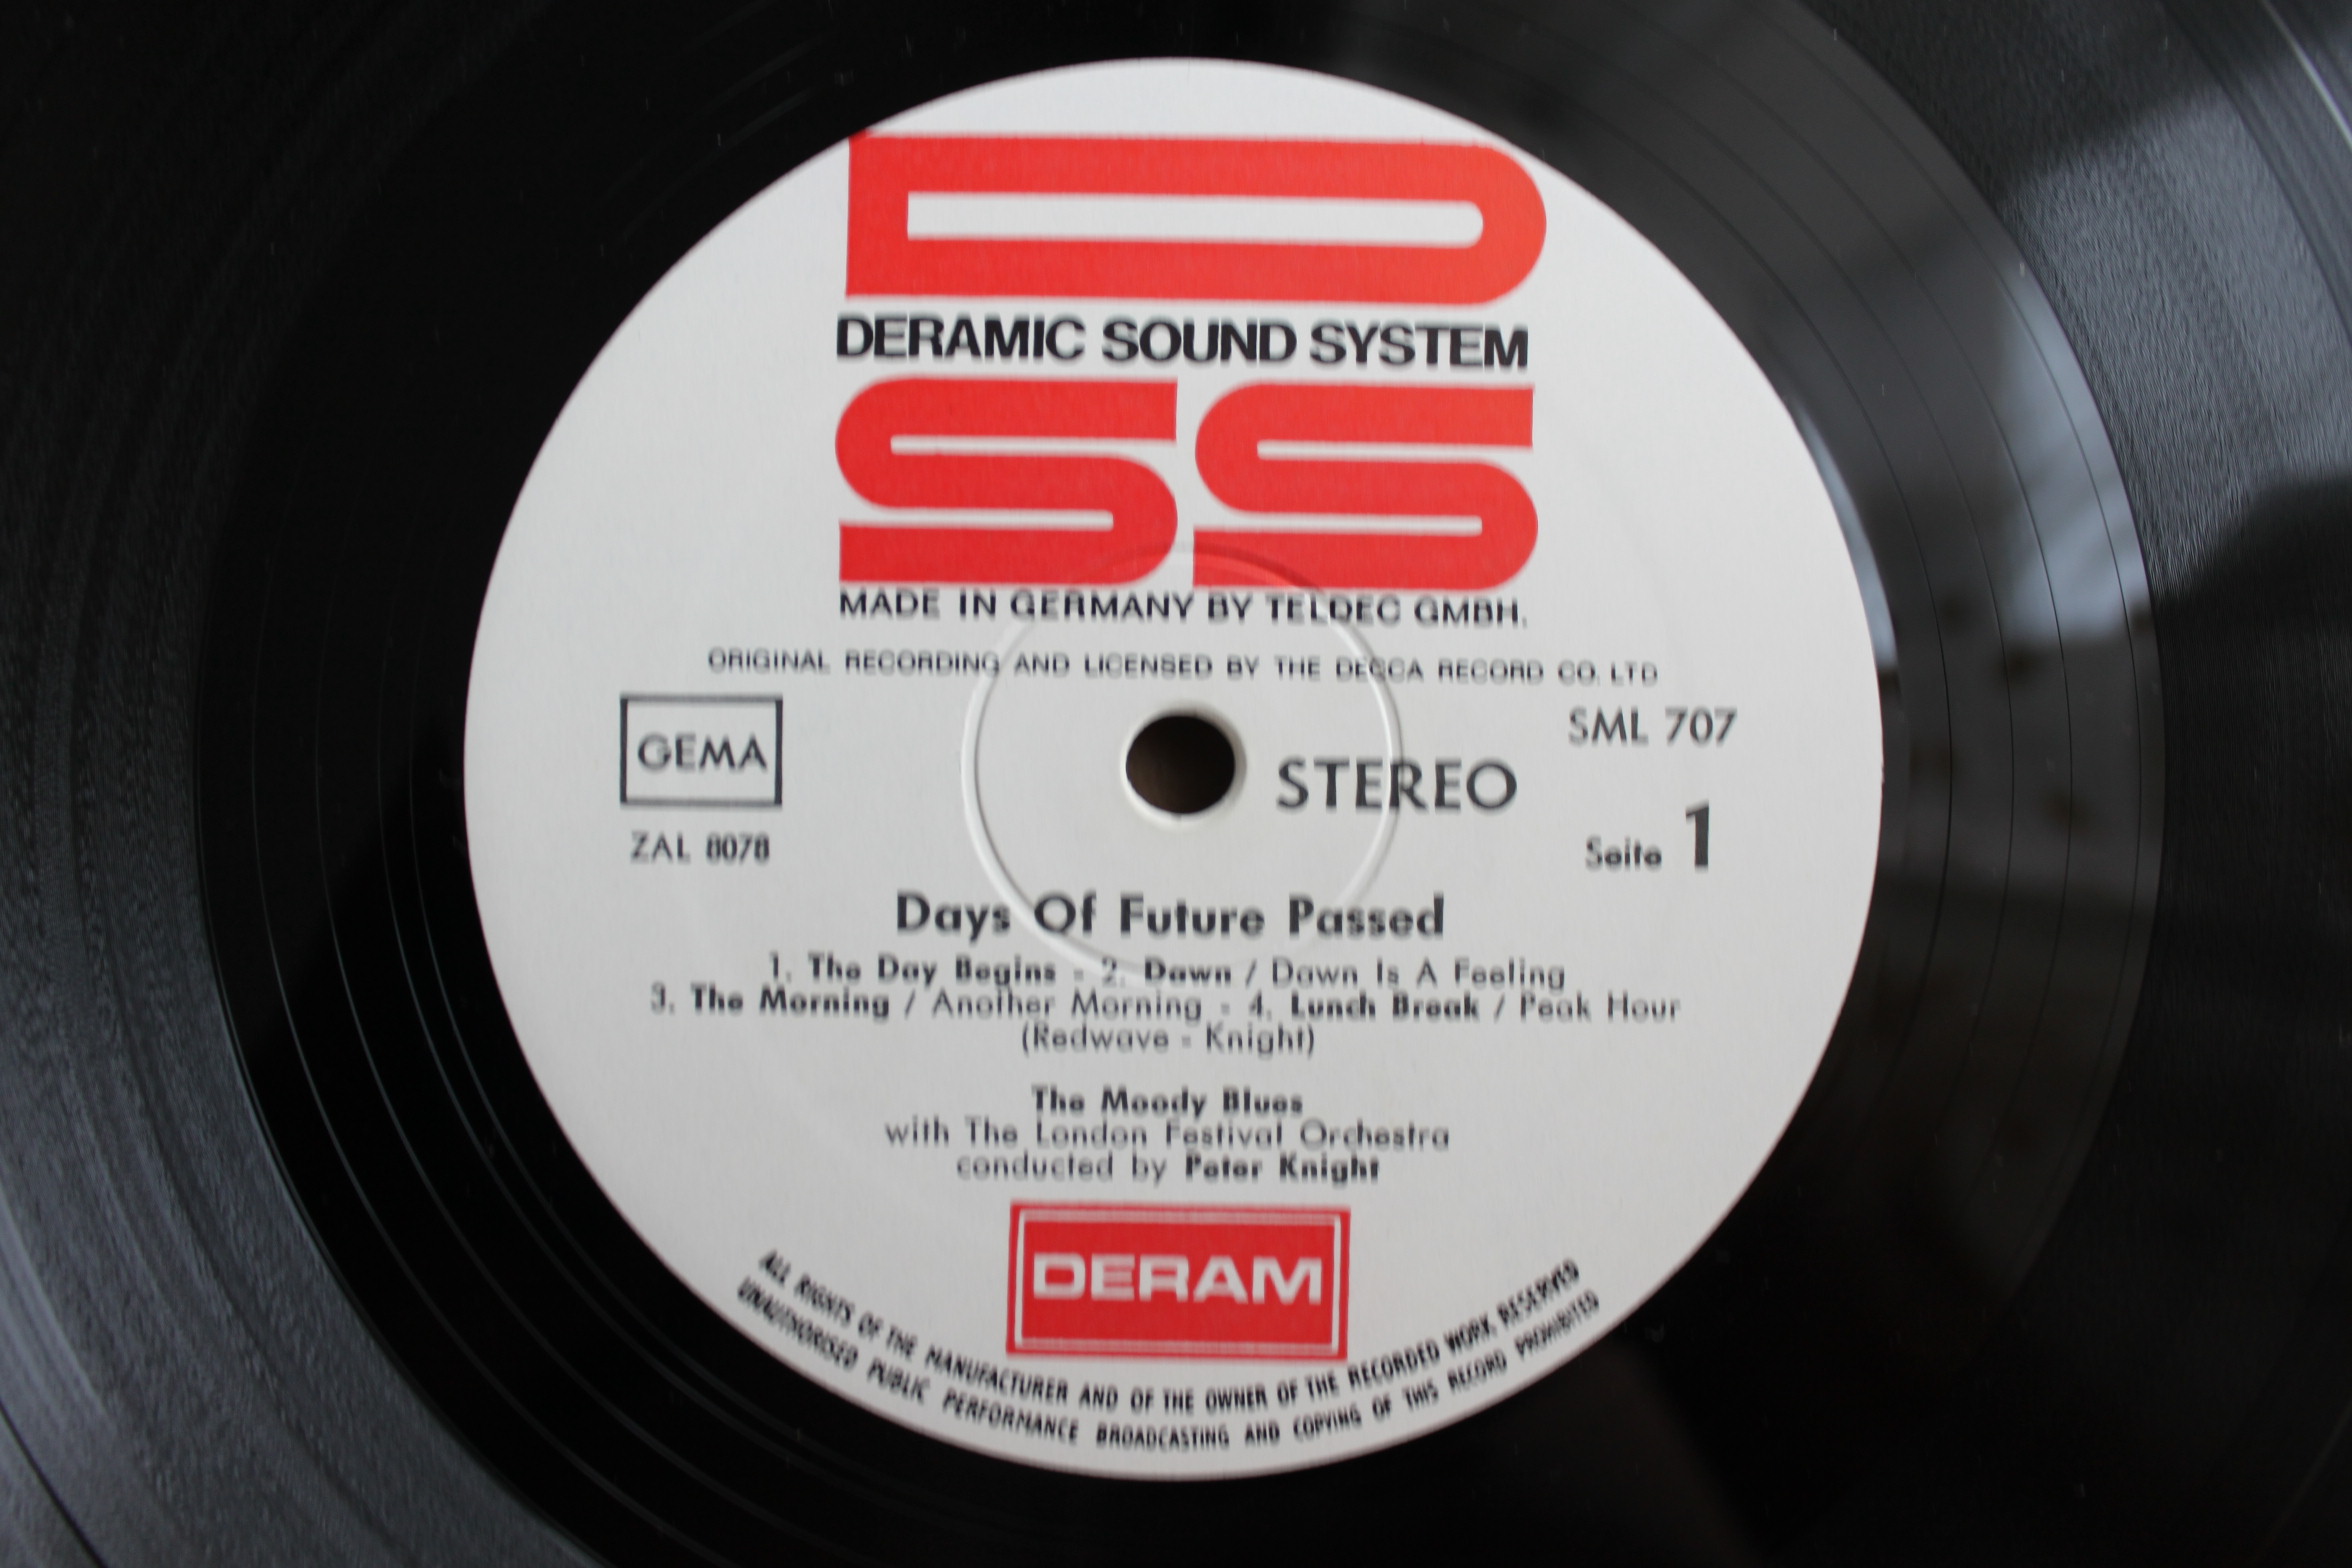 D
DERAMIC SOUND SYSTEM
SS
MADE IN GERMANY BY TELDEC GMBH.
ORIGINAL RECORDING AND LICENSED BY THE DECCA RECORD CO. LTD
GEMA
SML 707
STEREO
ZAL 8078
Seite 1
Days Of Future Passed
1. The Day Begins - 2. Dawn / Dawn Is A Feeling
3. The Morning / Another Morning - 4. Lunch Break / Peak Hour
(Redwave - Knight)
The Moody Blues
with The London Festival Orchestra
conducted by Peter Knight
DERAM
ALL RIGHTS OF THE MANUFACTURER AND OF THE OWNER OF THE RECORDED WORK RESERVED
UNAUTHORISED PUBLIC PERFORMANCE BROADCASTING AND COPYING OF THIS RECORD PROHIBITED